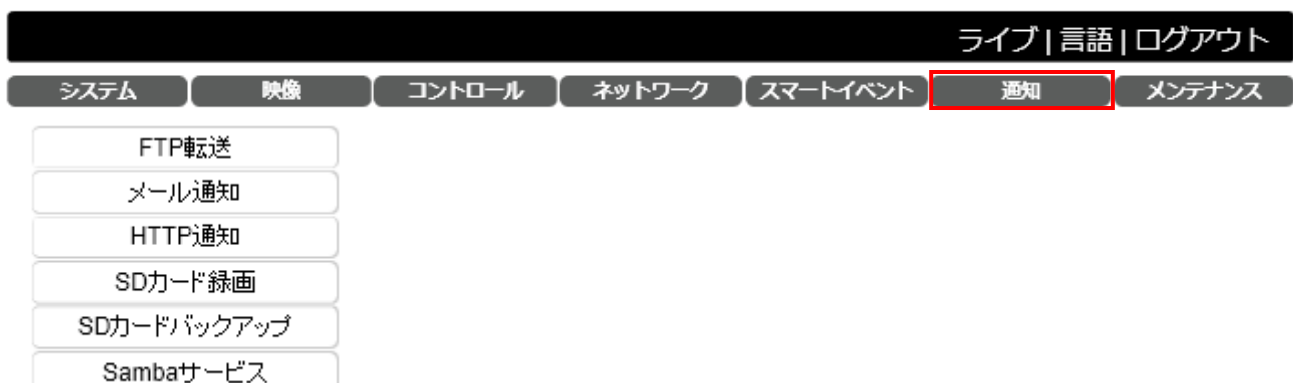 ライブ | 言語 | ログアウト
システム 映像 コントロール ネットワーク スマートイベント 通知 メンテナンス
FTP転送
メール通知
HTTP通知
SDカード録画
SDカードバックアップ
Sambaサービス